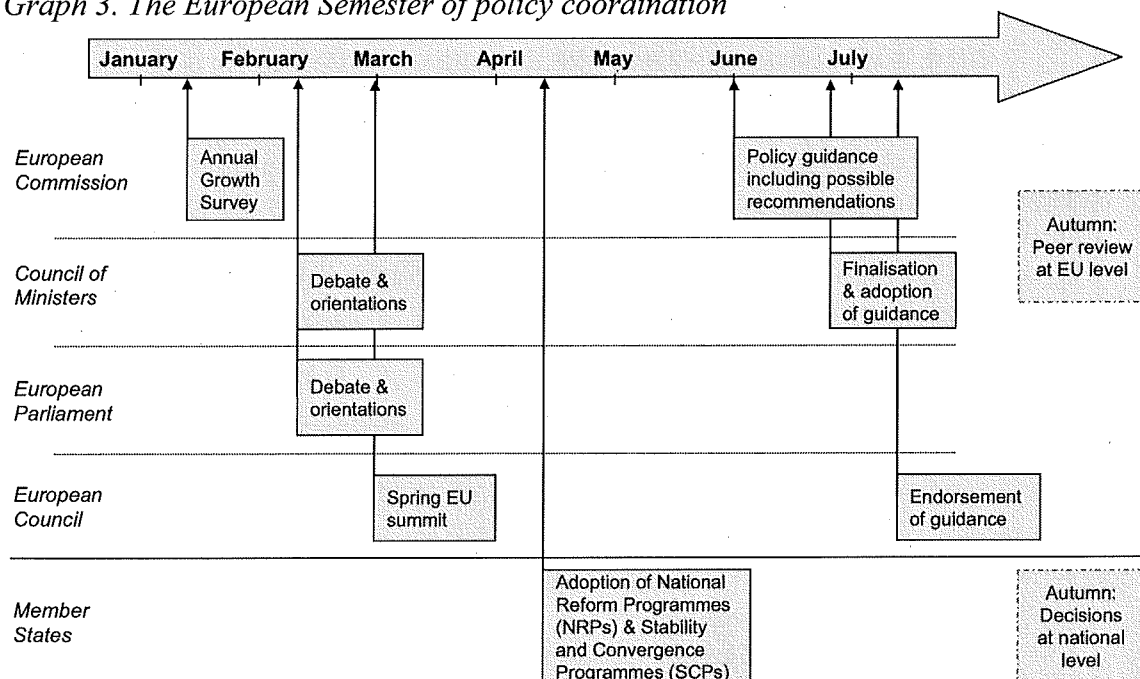 Graph 3. The European Semester of policy coordination
January February March April May June July
European
Commission
Annual
Growth
Survey
Policy guidance
including possible
recommendations
Autumn:
Peer review
at EU level
Council of
Ministers
Debate &
orientations
Finalisation
& adoption
of guidance
European
Parliament
Debate &
orientations
European
Council
Spring EU
summit
Endorsement
of guidance
Member
States
Adoption of National
Reform Programmes
(NRPs) & Stability
and Convergence
Programmes (SCPs)
Autumn:
Decisions
at national
level